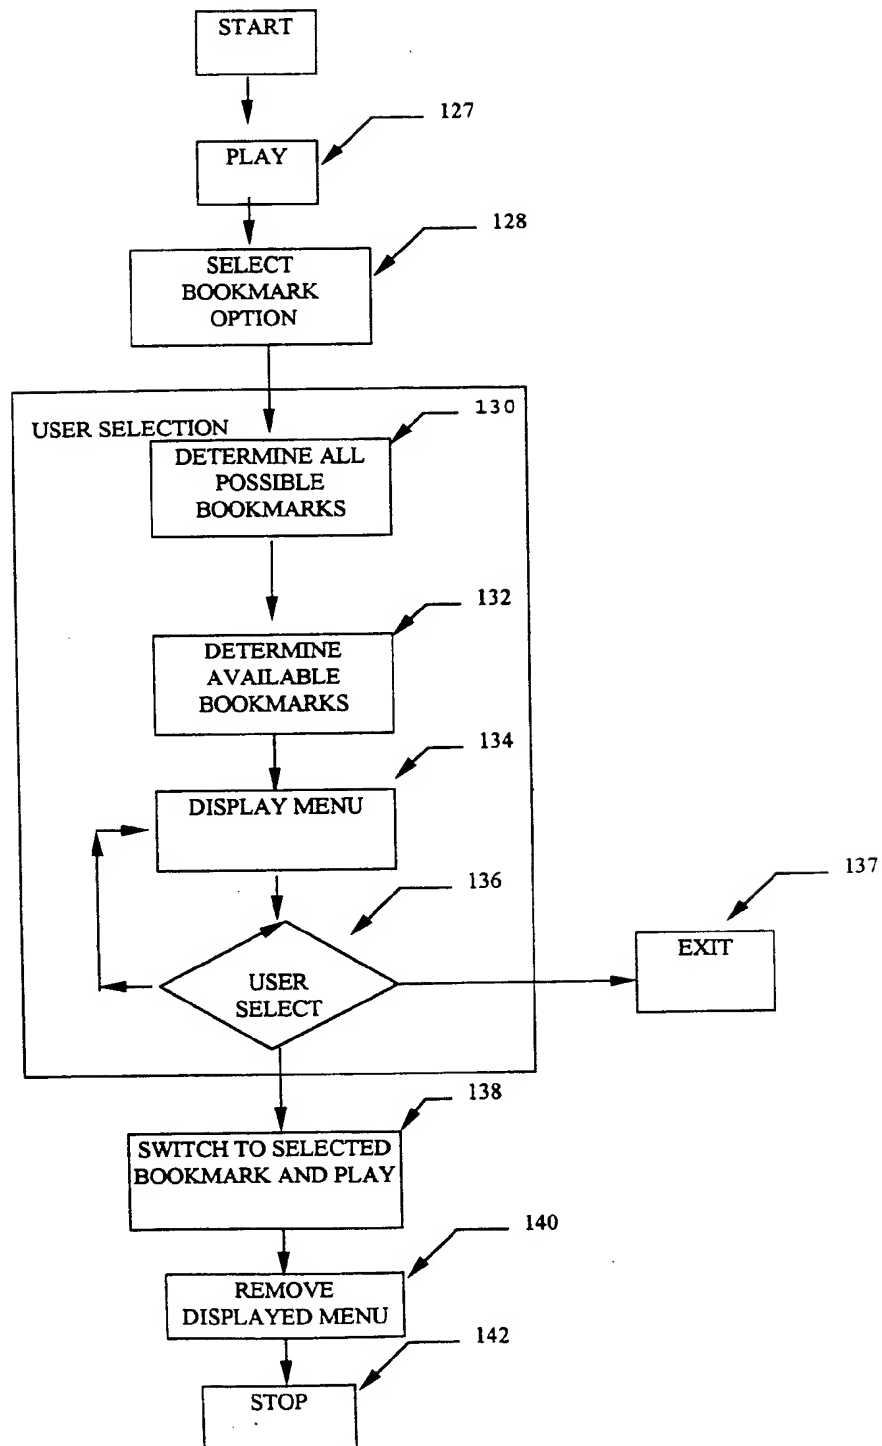 START
127
PLAY
128
SELECT
BOOKMARK
OPTION
130
USER SELECTION
DETERMINE ALL
POSSIBLE
BOOKMARKS
132
DETERMINE
AVAILABLE
BOOKMARKS
134
DISPLAY MENU
136
137
EXIT
USER
SELECT
138
SWITCH TO SELECTED
BOOKMARK AND PLAY
140
REMOVE
DISPLAYED MENU
142
STOP